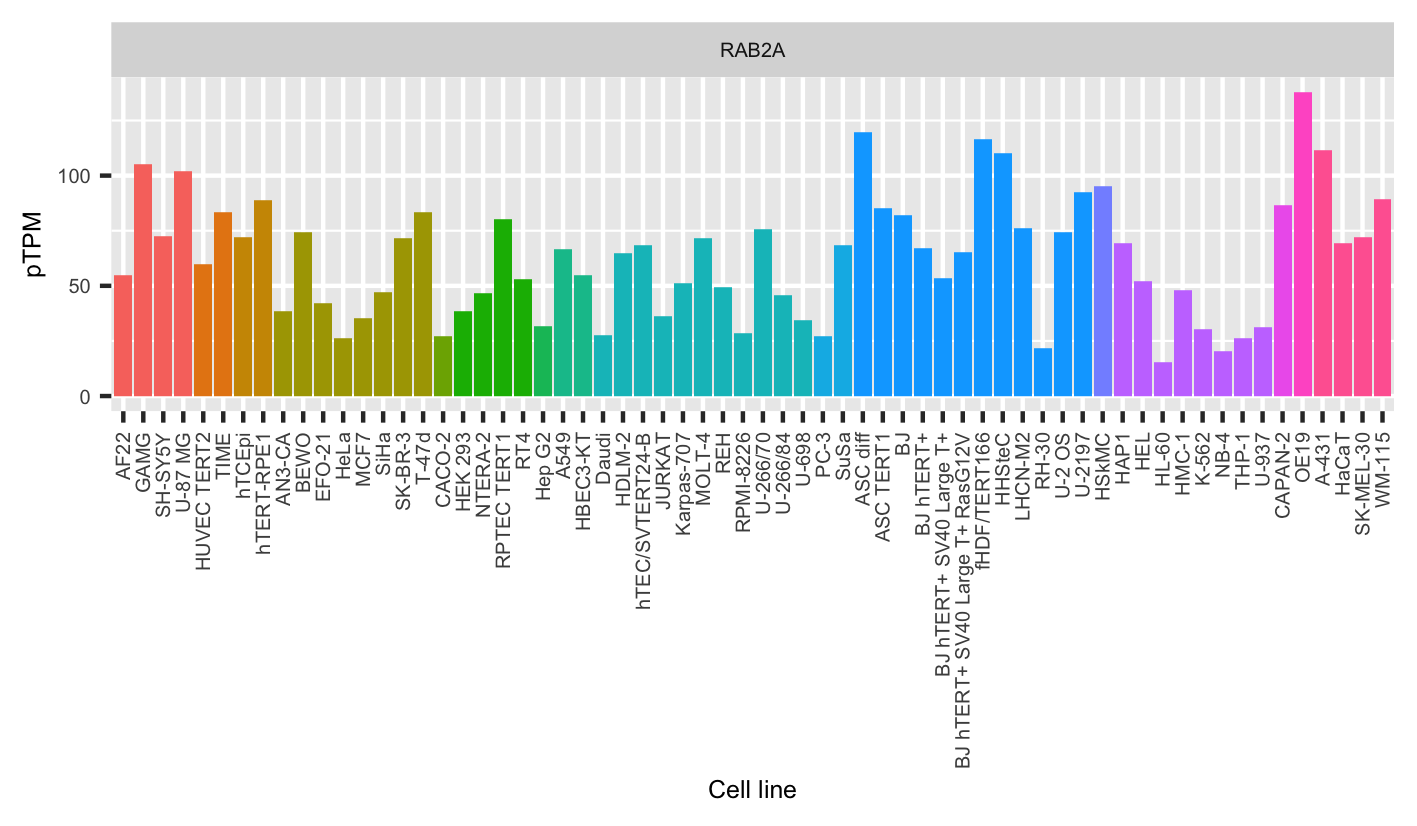 RAB2A
pTPM
100
50
0
AF22
GAMG
SH-SY5Y
U-87 MG
HUVEC TERT2
TIME
hTCEpi
hTERT-RPE1
AN3-CA
BEWO
EFO-21
HeLa
MCF7
SiHa
SK-BR-3
T-47d
CACO-2
HEK 293
NTERA-2
RPTEC TERT1
RT4
Hep G2
A549
HBEC3-KT
Daudi
HDLM-2
hTEC/SVTERT24-B
JURKAT
Karpas-707
MOLT-4
REH
RPMI-8226
U-266/70
U-266/84
U-698
PC-3
SuSa
ASC diff
ASC TERT1
BJ
BJ hTERT+
BJ hTERT+ SV40 Large T+
BJ hTERT+ SV40 Large T+ RasG12V
fHDF/TERT166
HHSteC
LHCN-M2
RH-30
U-2 OS
U-2197
HSkMC
HAP1
HEL
HL-60
HMC-1
K-562
NB-4
THP-1
U-937
CAPAN-2
OE19
A-431
HaCaT
SK-MEL-30
WM-115
Cell line